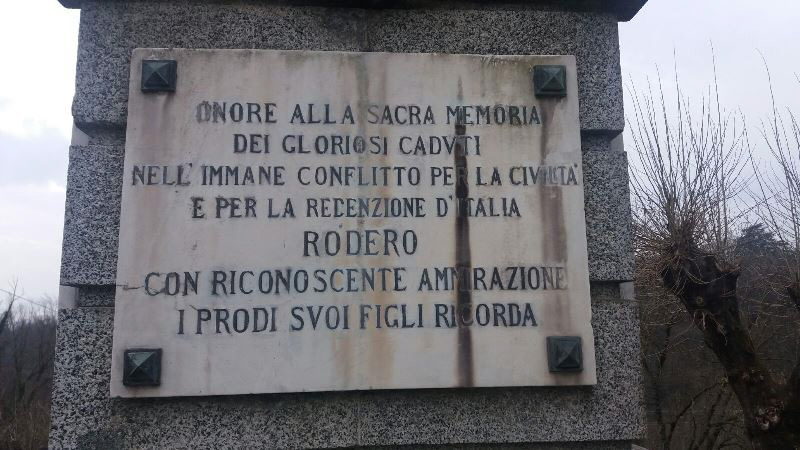 ONORE ALLA SACRA MEMORIA
DEI GLORIOSI CADVTI
NELL'IMMANE CONFLITTO PER LA CIVILTA'
E PER LA REDENZIONE D'ITALIA
RODERO
CON RICONOSCENTE AMMIRAZIONE
I PRODI SVOI FIGLI RICORDA